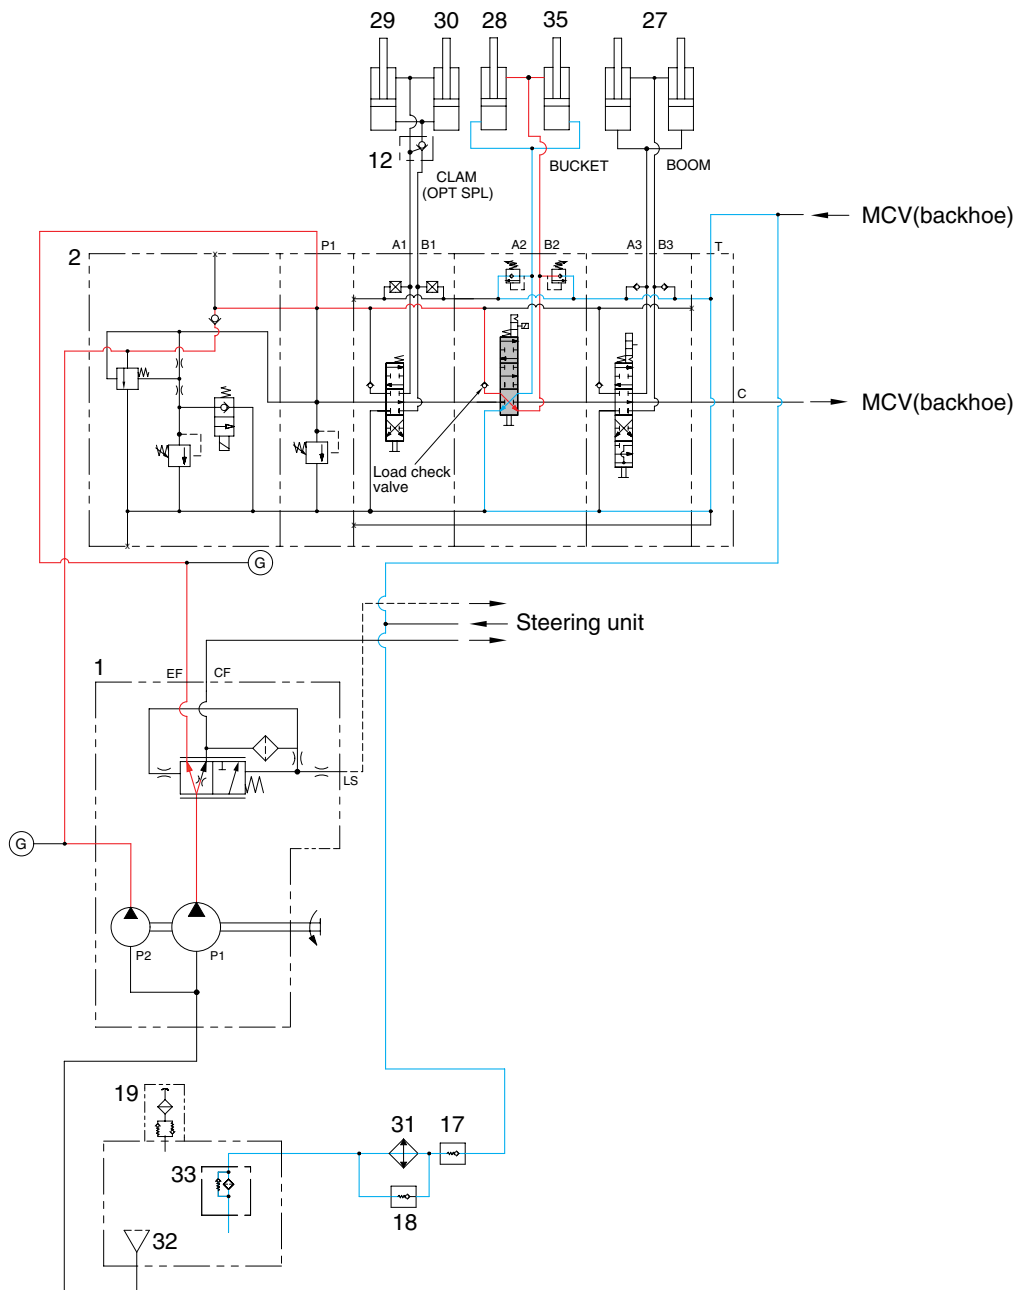 29 30 28 35 27
12
CLAM
(OPT SPL)
BUCKET
BOOM
MCV(backhoe)
2
P1 A1 B1 A2 B2 A3 B3 T
C
MCV(backhoe)
Load check
valve
G
Steering unit
1
EF CF
LS
G
P2 P1
19
31 17
33
18
32